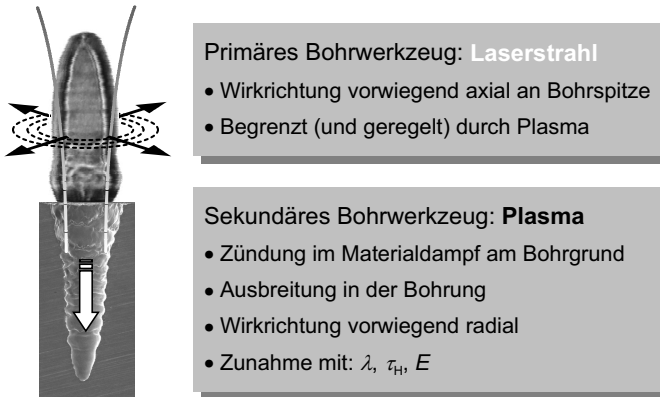 Primäres Bohrwerkzeug: Laserstrahl
• Wirkrichtung vorwiegend axial an Bohrspitze
• Begrenzt (und geregelt) durch Plasma
Sekundäres Bohrwerkzeug: Plasma
• Zündung im Materialdampf am Bohrgrund
• Ausbreitung in der Bohrung
• Wirkrichtung vorwiegend radial
• Zunahme mit: λ, τH, E